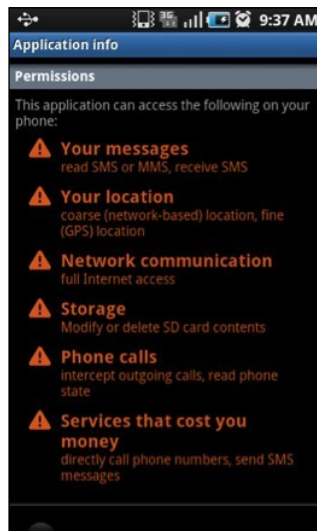 9:37 AM
Application info
Permissions
This application can access the following on your
phone:
Your messages
read SMS or MMS, receive SMS
Your location
coarse (network-based) location, fine
(GPS) location
Network communication
full Internet access
Storage
Modify or delete SD card contents
Phone calls
intercept outgoing calls, read phone
state
Services that cost you
money
directly call phone numbers, send SMS
messages